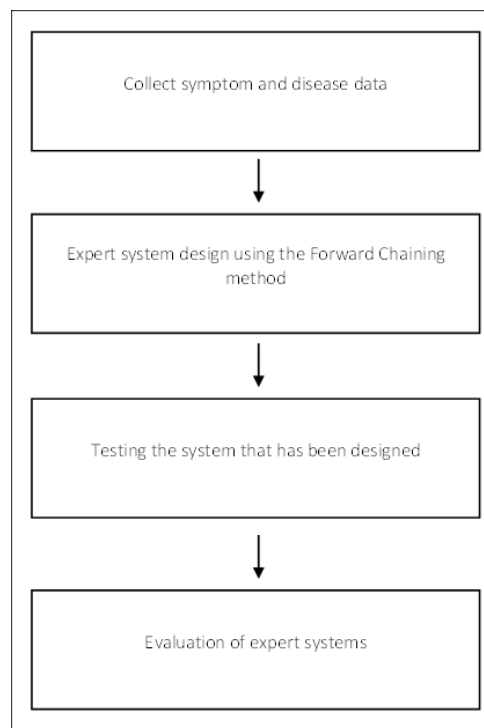 Collect symptom and disease data
Expert system design using the Forward Chaining
method
Testing the system that has been designed
Evaluation of expert systems